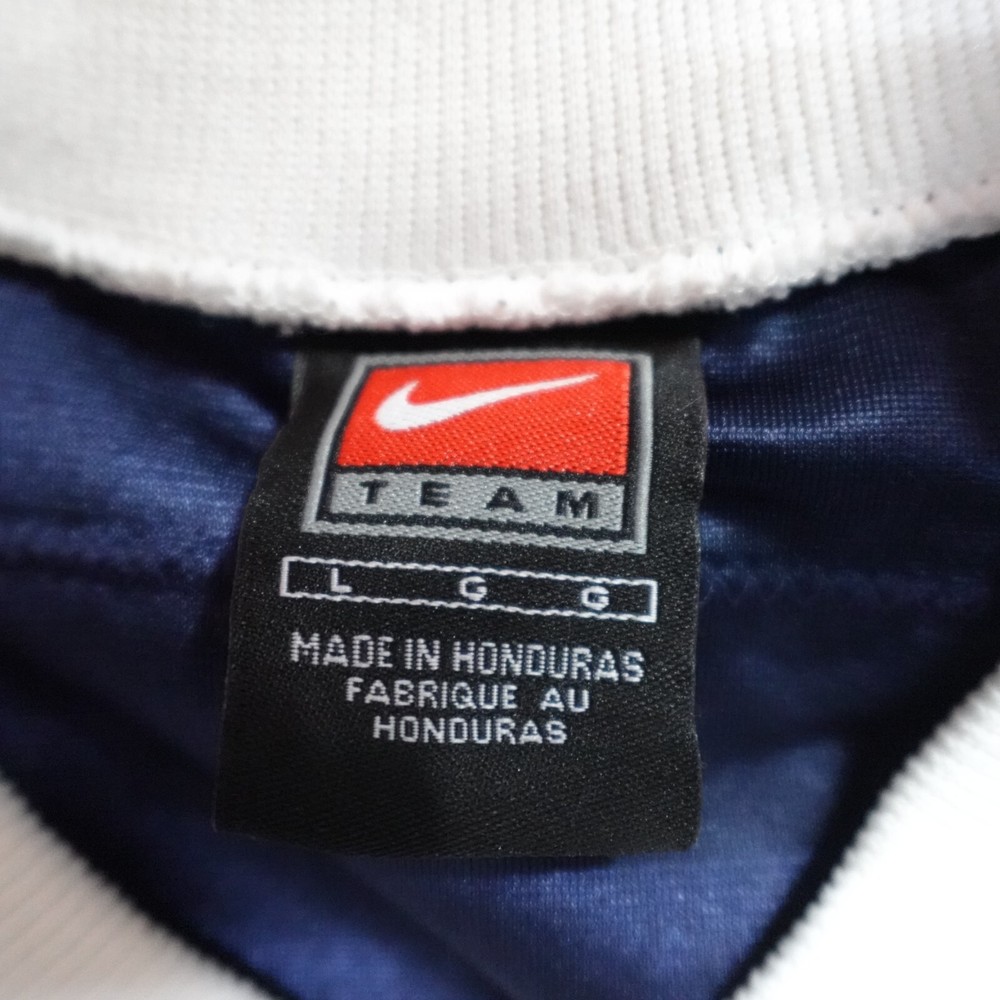 TEAM
L G G
MADE IN HONDURAS
FABRIQUE AU
HONDURAS